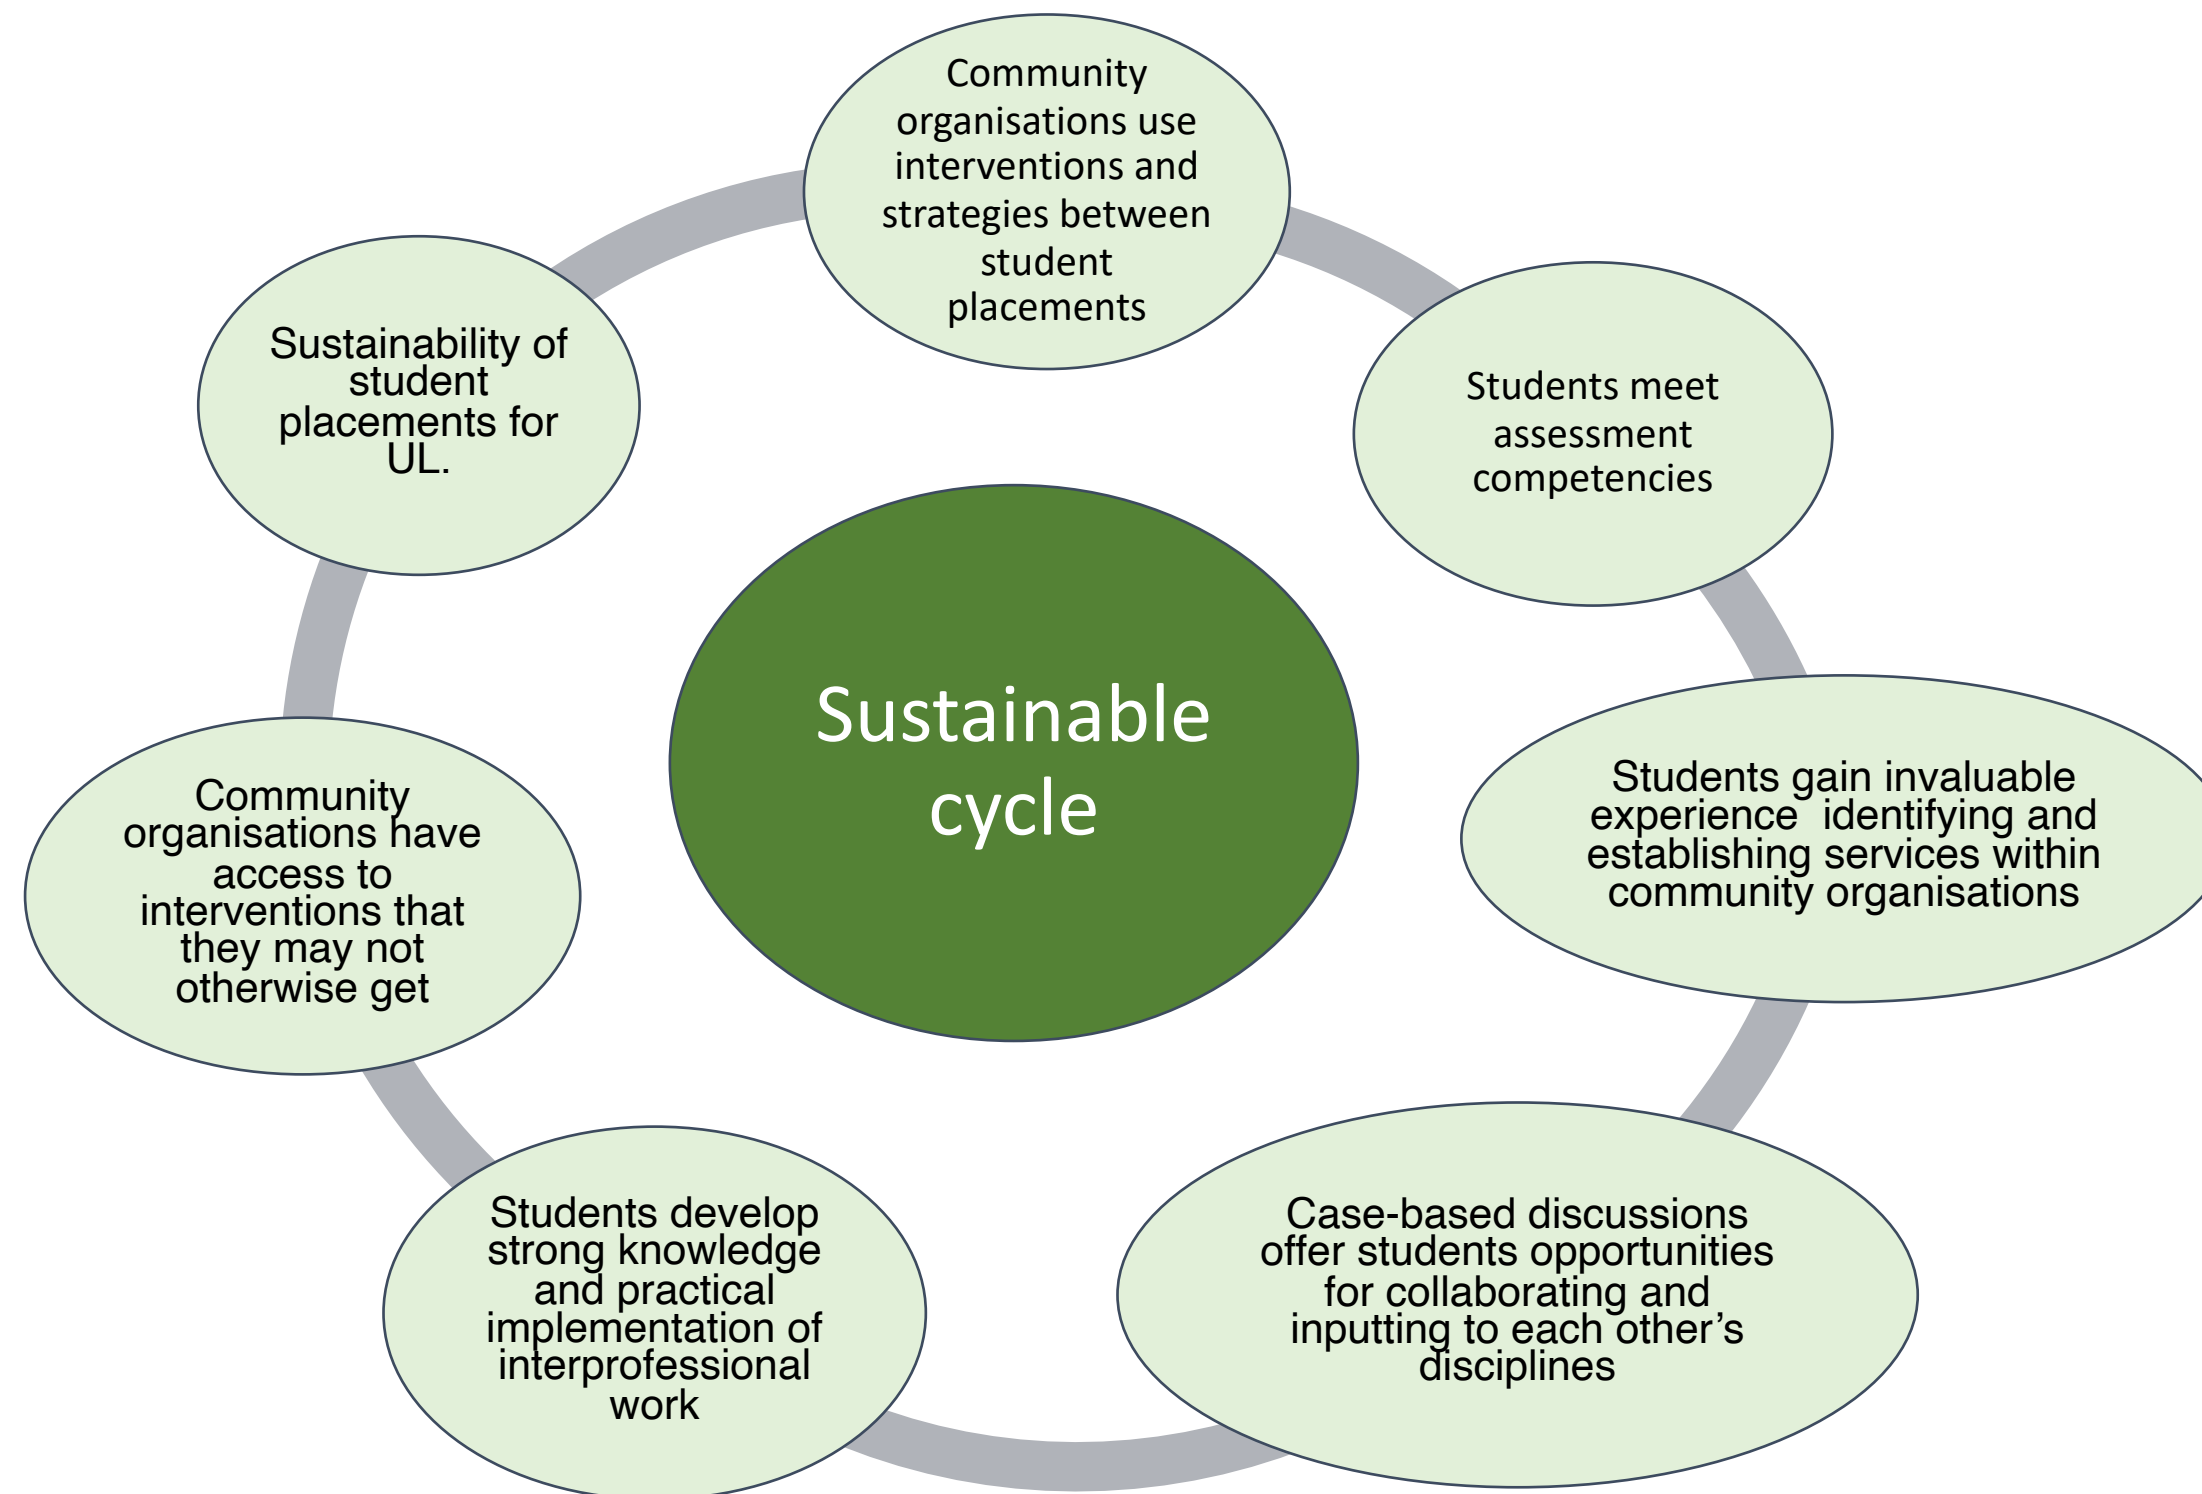 Community
organisations use
interventions and
strategies between
student
placements
Students meet
assessment
competencies
Students gain invaluable
experience  identifying and
establishing services within
community organisations
Case-based discussions
offer students opportunities
for collaborating and
inputting to each other’s
disciplines
Students develop
strong knowledge
and practical
implementation of
interprofessional
work
Community
organisations have
access to
interventions that
they may not
otherwise get
Sustainability of
student
placements for
UL.
Sustainable
cycle